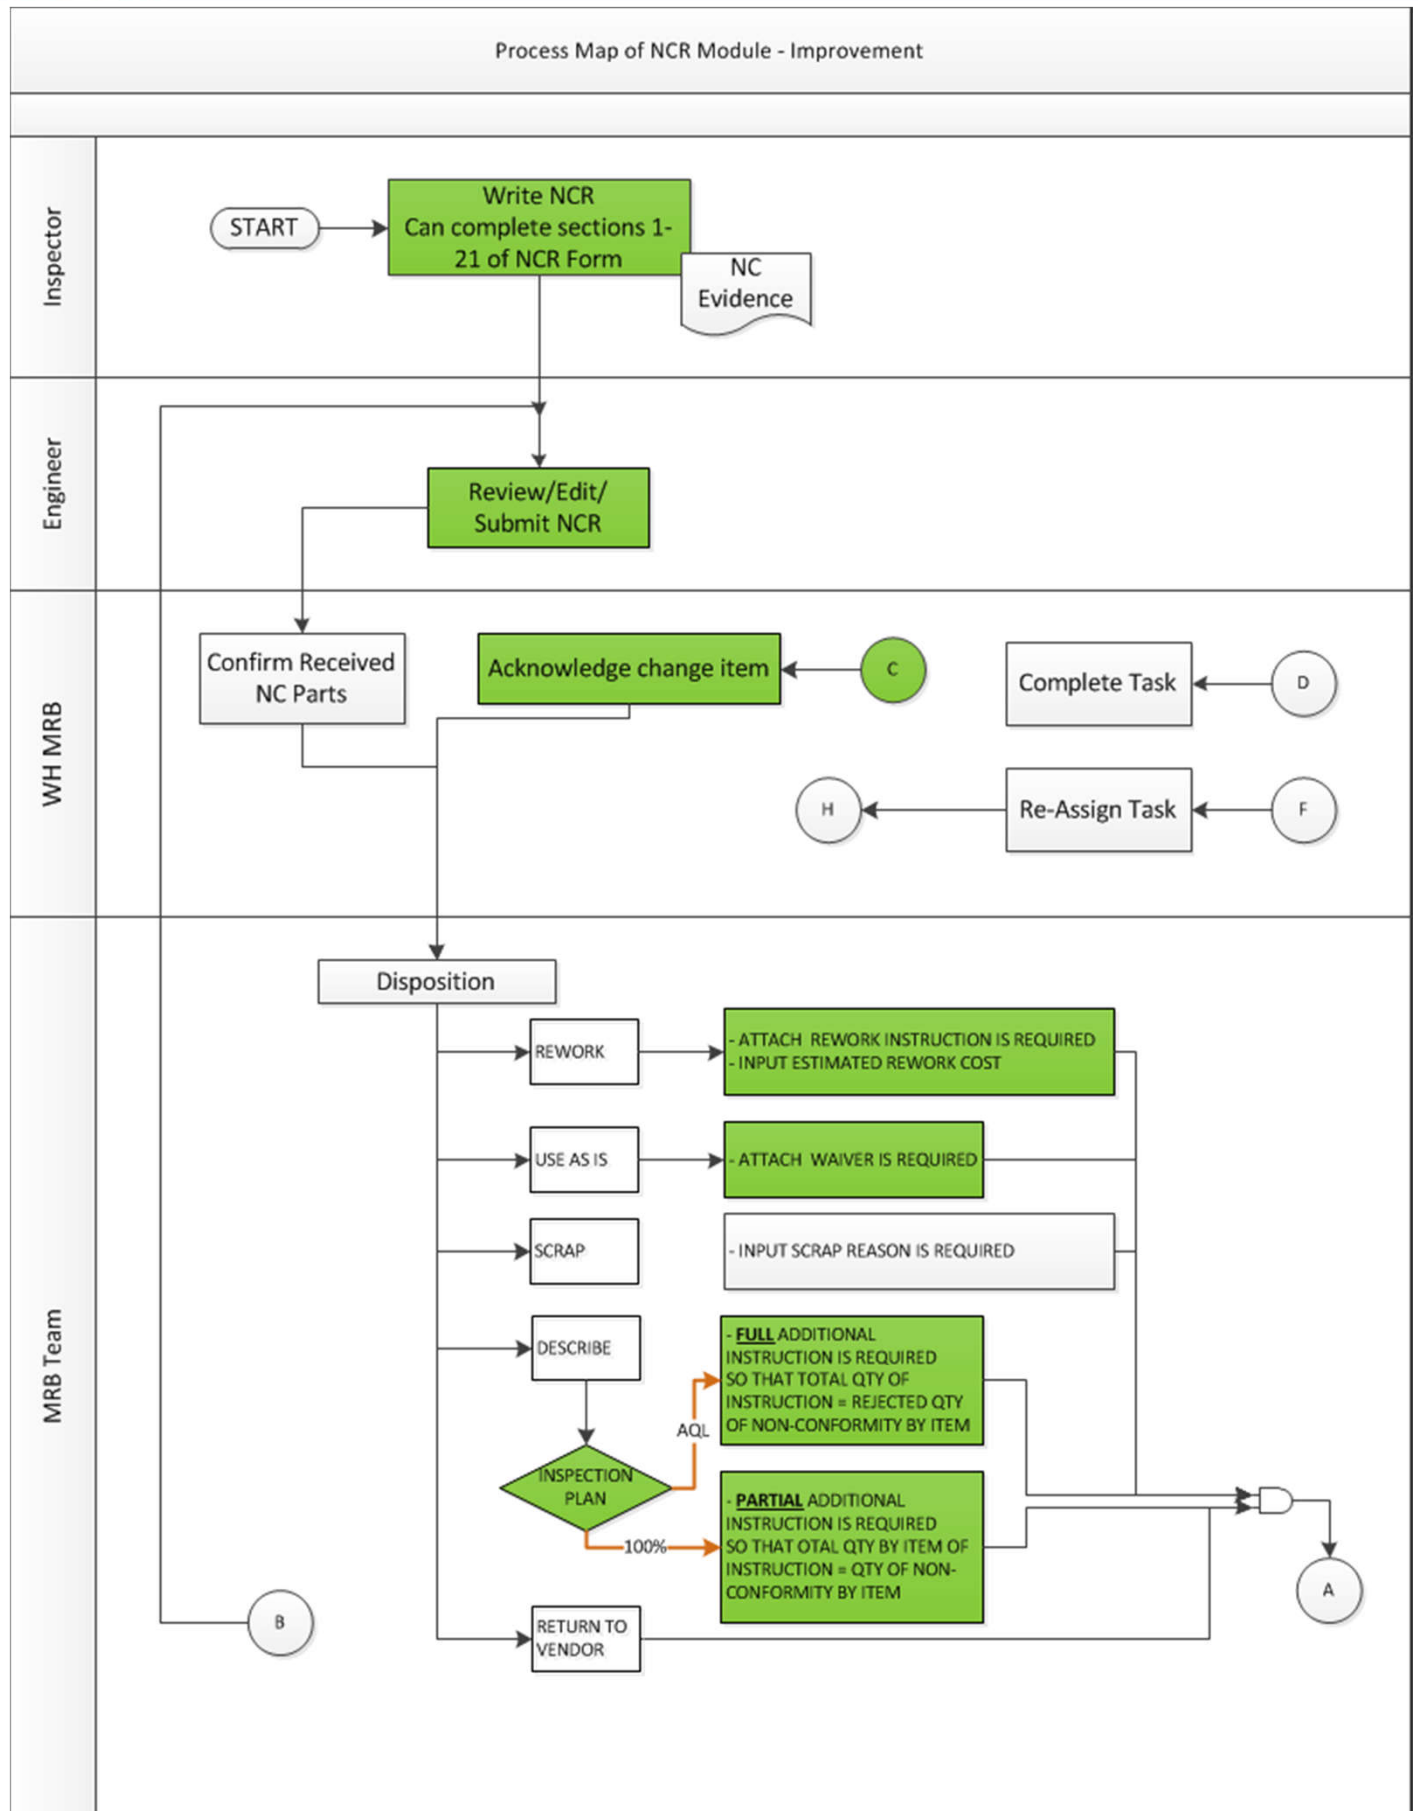 Process Map of NCR Module - Improvement
Inspector
START
Write NCR
Can complete sections 1-
21 of NCR Form
NC
Evidence
Engineer
Review/Edit/
Submit NCR
WH MRB
Confirm Received
NC Parts
Acknowledge change item
C
Complete Task
D
H
Re-Assign Task
F
MRB Team
Disposition
REWORK
- ATTACH REWORK INSTRUCTION IS REQUIRED
- INPUT ESTIMATED REWORK COST
USE AS IS
- ATTACH WAIVER IS REQUIRED
SCRAP
- INPUT SCRAP REASON IS REQUIRED
DESCRIBE
- FULL ADDITIONAL
INSTRUCTION IS REQUIRED
SO THAT TOTAL QTY OF
INSTRUCTION = REJECTED QTY
OF NON-CONFORMITY BY ITEM
AQL
INSPECTION
PLAN
100%
- PARTIAL ADDITIONAL
INSTRUCTION IS REQUIRED
SO THAT OTAL QTY BY ITEM OF
INSTRUCTION = QTY OF NON-
CONFORMITY BY ITEM
A
B
RETURN TO
VENDOR